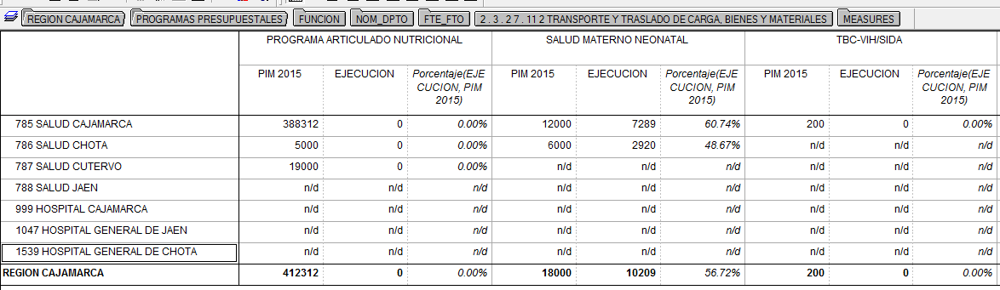 REGION CAJAMARCA PROGRAMAS PRESUPUESTALES FUNCION NOM_DPTO FTE_FTO 2 . 3 . 2 7 . 11 2 TRANSPORTE Y TRASLADO DE CARGA, BIENES Y MATERIALES MEASURES
PROGRAMA ARTICULADO NUTRICIONAL SALUD MATERNO NEONATAL TBC-VIH/SIDA
PIM 2015 EJECUCION Porcentaje(EJE PIM 2015 EJECUCION Porcentaje(EJE PIM 2015 EJECUCION Porcentaje(EJE
CUCION, PIM CUCION, PIM CUCION, PIM
2015) 2015) 2015)
785 SALUD CAJAMARCA 388312 0 0.00% 12000 7289 60.74% 200 0 0.00%
786 SALUD CHOTA 5000 0 0.00% 6000 2920 48.67% n/d n/d n/d
787 SALUD CUTERVO 19000 0 0.00% n/d n/d n/d n/d n/d n/d
788 SALUD JAEN n/d n/d n/d n/d n/d n/d n/d n/d n/d
999 HOSPITAL CAJAMARCA n/d n/d n/d n/d n/d n/d n/d n/d n/d
1047 HOSPITAL GENERAL DE JAEN n/d n/d n/d n/d n/d n/d n/d n/d n/d
1539 HOSPITAL GENERAL DE CHOTA n/d n/d n/d n/d n/d n/d n/d n/d n/d
REGION CAJAMARCA 412312 0 0.00% 18000 10209 56.72% 200 0 0.00%